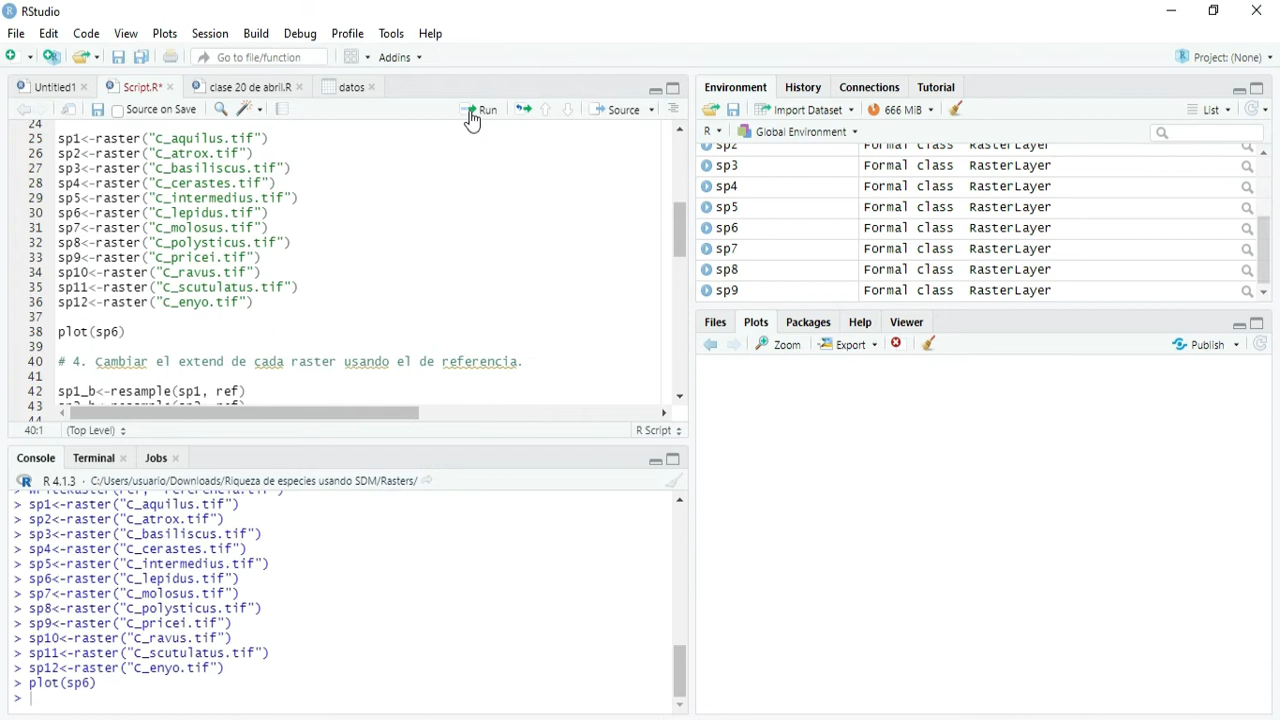 RStudio
File Edit Code View Plots Session Build Debug Profile Tools Help
Go to file/function Addins Project: (None)
Untitled1 Script.R* clase 20 de abril.R datos
Source on Save Run Source
24
25 sp1<-raster("C_aquilus.tif")
26 sp2<-raster("C_atrox.tif")
27 sp3<-raster("C_basiliscus.tif")
28 sp4<-raster("C_cerastes.tif")
29 sp5<-raster("C_intermedius.tif")
30 sp6<-raster("C_lepidus.tif")
31 sp7<-raster("C_molosus.tif")
32 sp8<-raster("C_polysticus.tif")
33 sp9<-raster("C_pricei.tif")
34 sp10<-raster("C_ravus.tif")
35 sp11<-raster("C_scutulatus.tif")
36 sp12<-raster("C_enyo.tif")
37
38 plot(sp6)
39
40 # 4. Cambiar el extend de cada raster usando el de referencia.
41
42 sp1_b<-resample(sp1, ref)
43
44
40:1 (Top Level) R Script
Console Terminal Jobs
R 4.1.3 · C:/Users/usuario/Downloads/Riqueza de especies usando SDM/Rasters/
> writeRaster(ref, "referencia.tif")
> sp1<-raster("C_aquilus.tif")
> sp2<-raster("C_atrox.tif")
> sp3<-raster("C_basiliscus.tif")
> sp4<-raster("C_cerastes.tif")
> sp5<-raster("C_intermedius.tif")
> sp6<-raster("C_lepidus.tif")
> sp7<-raster("C_molosus.tif")
> sp8<-raster("C_polysticus.tif")
> sp9<-raster("C_pricei.tif")
> sp10<-raster("C_ravus.tif")
> sp11<-raster("C_scutulatus.tif")
> sp12<-raster("C_enyo.tif")
> plot(sp6)
>
Environment History Connections Tutorial
Import Dataset 666 MiB List
R Global Environment
sp2 Formal class RasterLayer
sp3 Formal class RasterLayer
sp4 Formal class RasterLayer
sp5 Formal class RasterLayer
sp6 Formal class RasterLayer
sp7 Formal class RasterLayer
sp8 Formal class RasterLayer
sp9 Formal class RasterLayer
Files Plots Packages Help Viewer
Zoom Export Publish